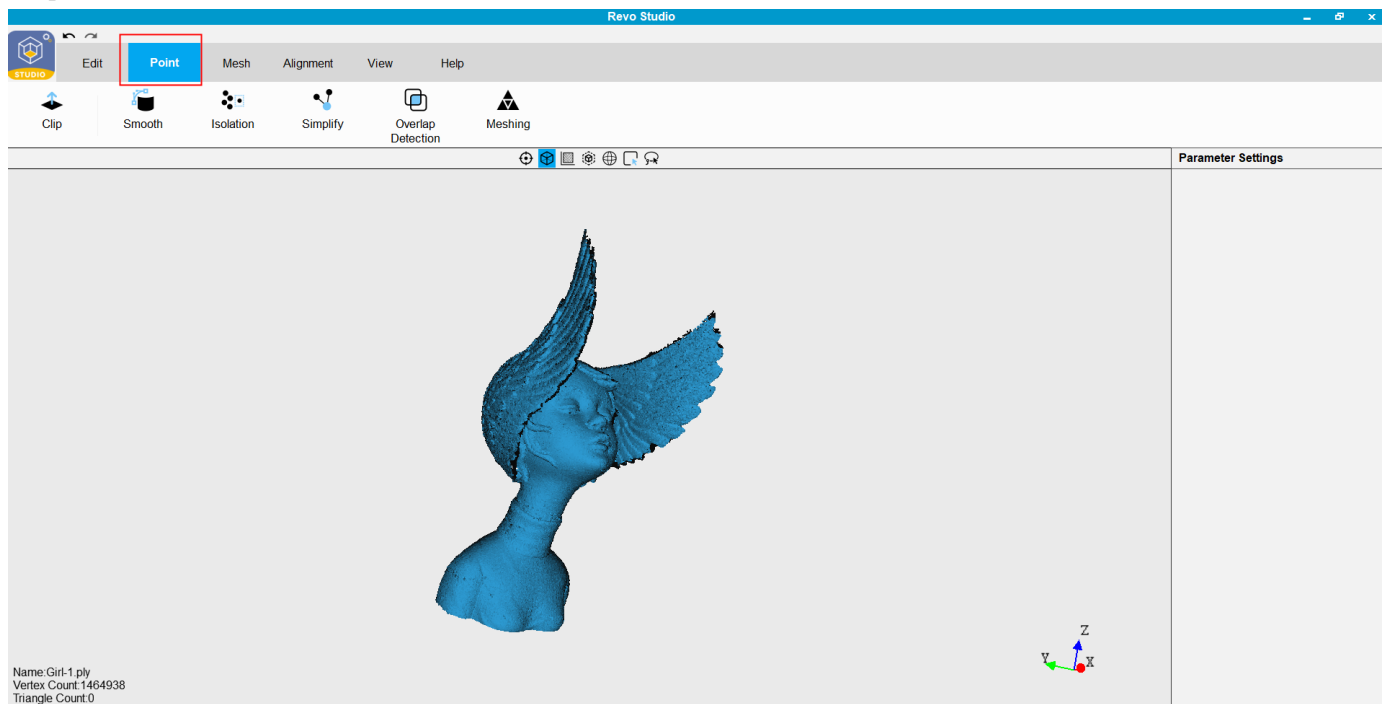 Revo Studio
STUDIO
Edit Point Mesh Alignment View Help
Clip Smooth Isolation Simplify Overlap Detection Meshing
Parameter Settings
Z
Y X
Name:Girl-1.ply
Vertex Count:1464938
Triangle Count:0